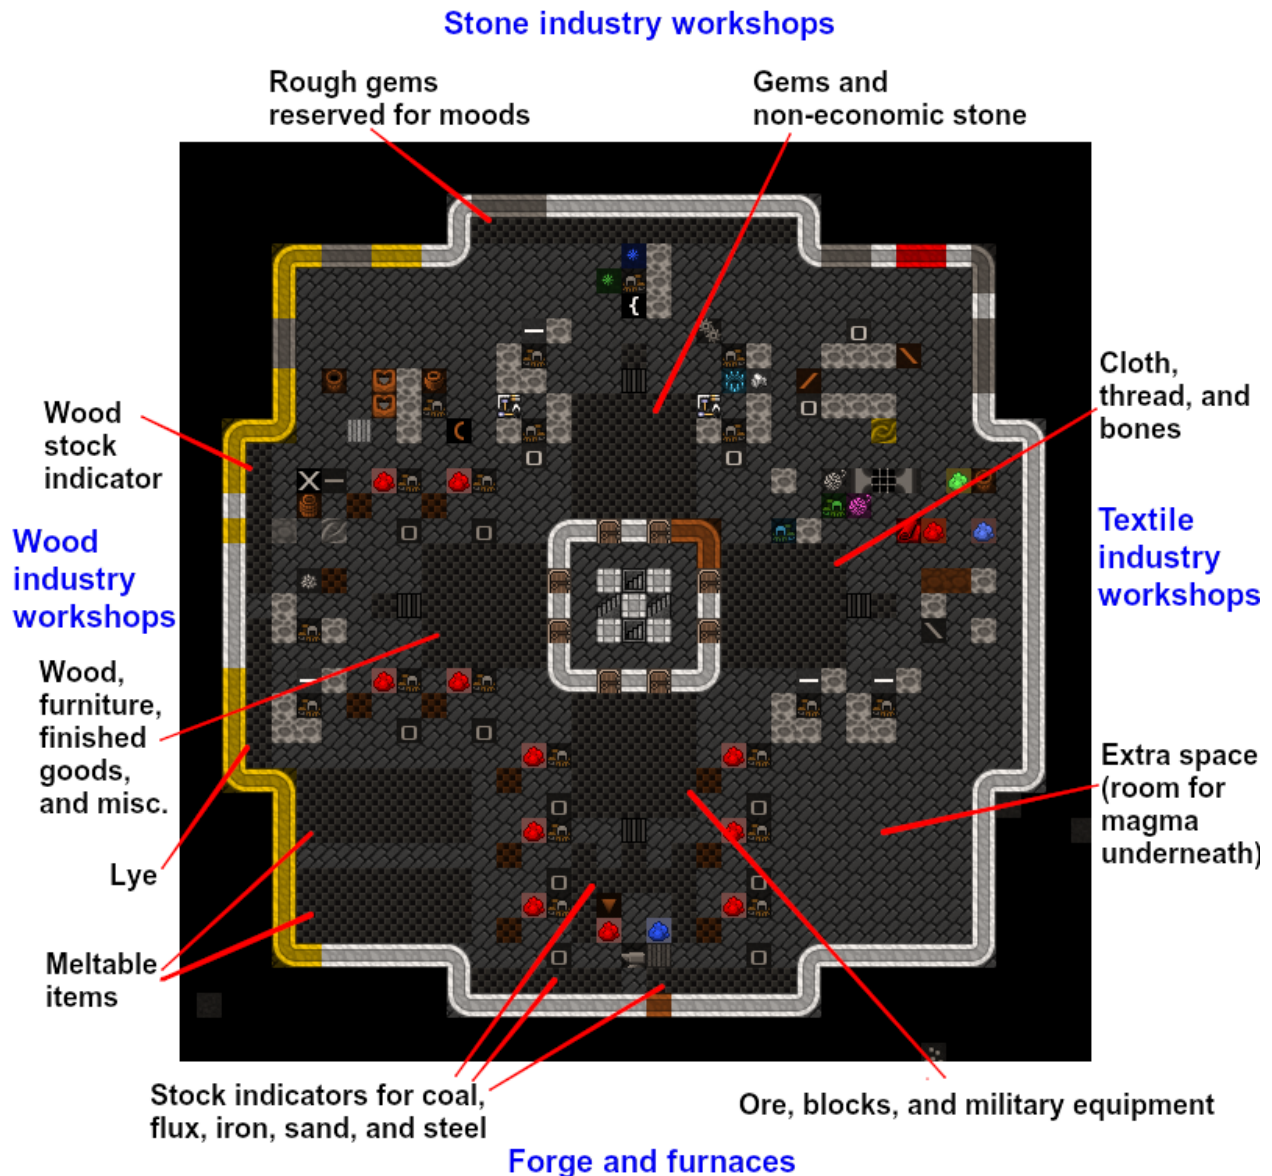 Stone industry workshops
Rough gems
reserved for moods
Gems and
non-economic stone
Cloth,
thread, and
bones
Wood
stock
indicator
Textile
industry
workshops
Wood
industry
workshops
Wood,
furniture,
finished
goods,
and misc.
Extra space
(room for
magma
underneath)
Lye
Meltable
items
Stock indicators for coal,
flux, iron, sand, and steel
Ore, blocks, and military equipment
Forge and furnaces